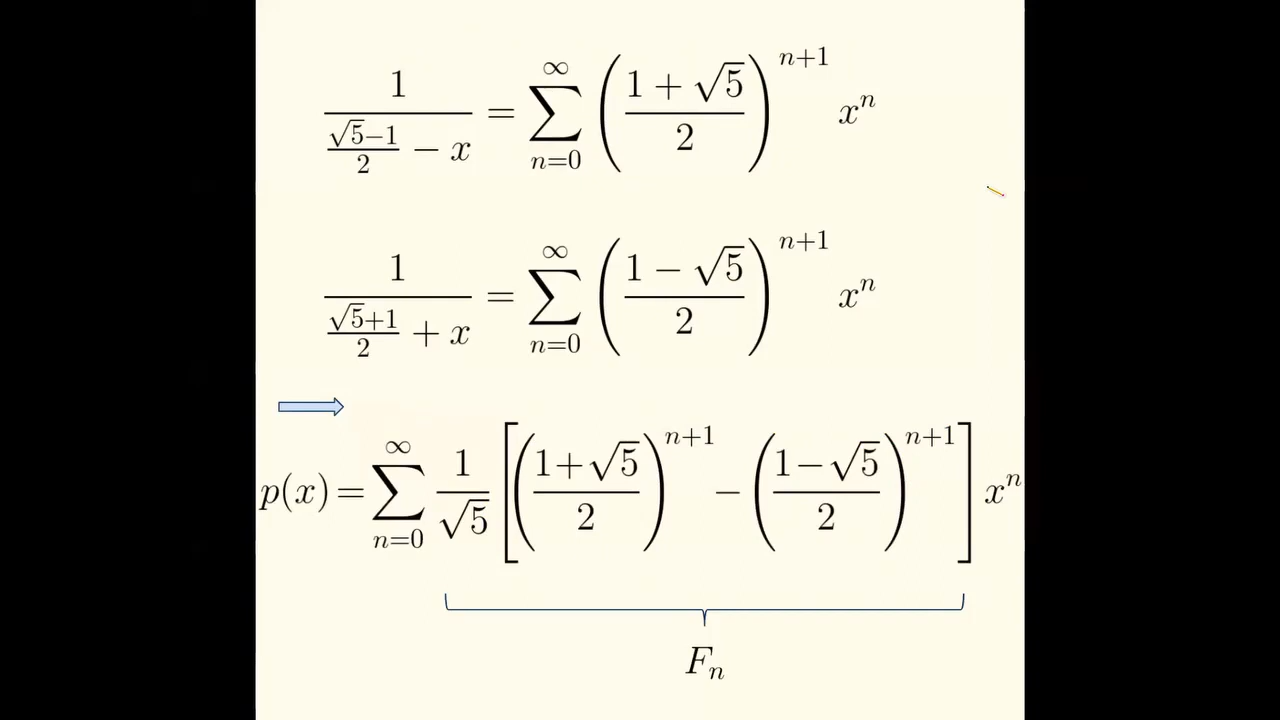 1/((√5−1)/2 − x) = ∑_{n=0}^{∞} ((1+√5)/2)^{n+1} x^n
1/((√5+1)/2 + x) = ∑_{n=0}^{∞} ((1−√5)/2)^{n+1} x^n
p(x) = ∑_{n=0}^{∞} 1/√5 [((1+√5)/2)^{n+1} − ((1−√5)/2)^{n+1}] x^n
F_n